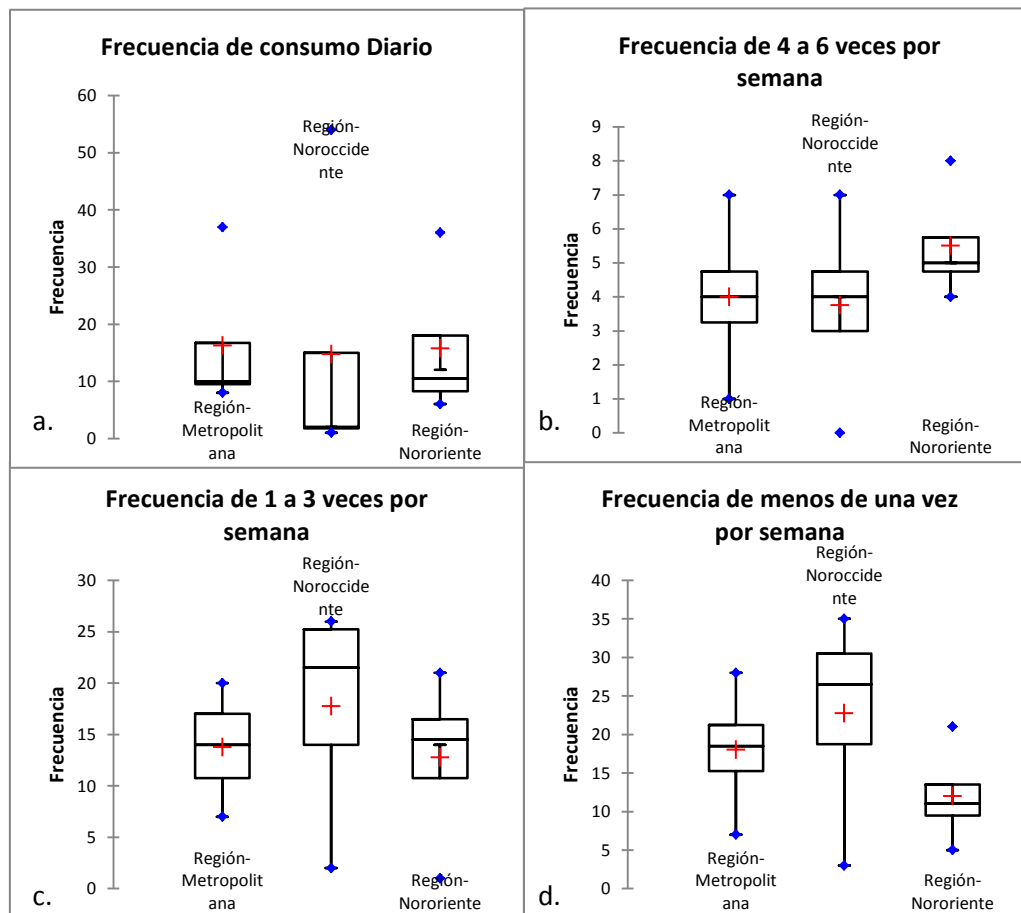 Frecuencia de consumo Diario
60
50
40
30
20
10
0
Frecuencia
Región-
Noroccide
nte
Región-
Metropolit
ana
Región-
Nororiente
a.
Frecuencia de 4 a 6 veces por
semana
9
8
7
6
5
4
3
2
1
0
Frecuencia
Región-
Noroccide
nte
Región-
Metropolit
ana
Región-
Nororiente
b.
Frecuencia de 1 a 3 veces por
semana
30
25
20
15
10
5
0
Frecuencia
Región-
Noroccide
nte
Región-
Metropolit
ana
Región-
Nororiente
c.
Frecuencia de menos de una vez
por semana
40
35
30
25
20
15
10
5
0
Frecuencia
Región-
Noroccide
nte
Región-
Metropolit
ana
Región-
Nororiente
d.